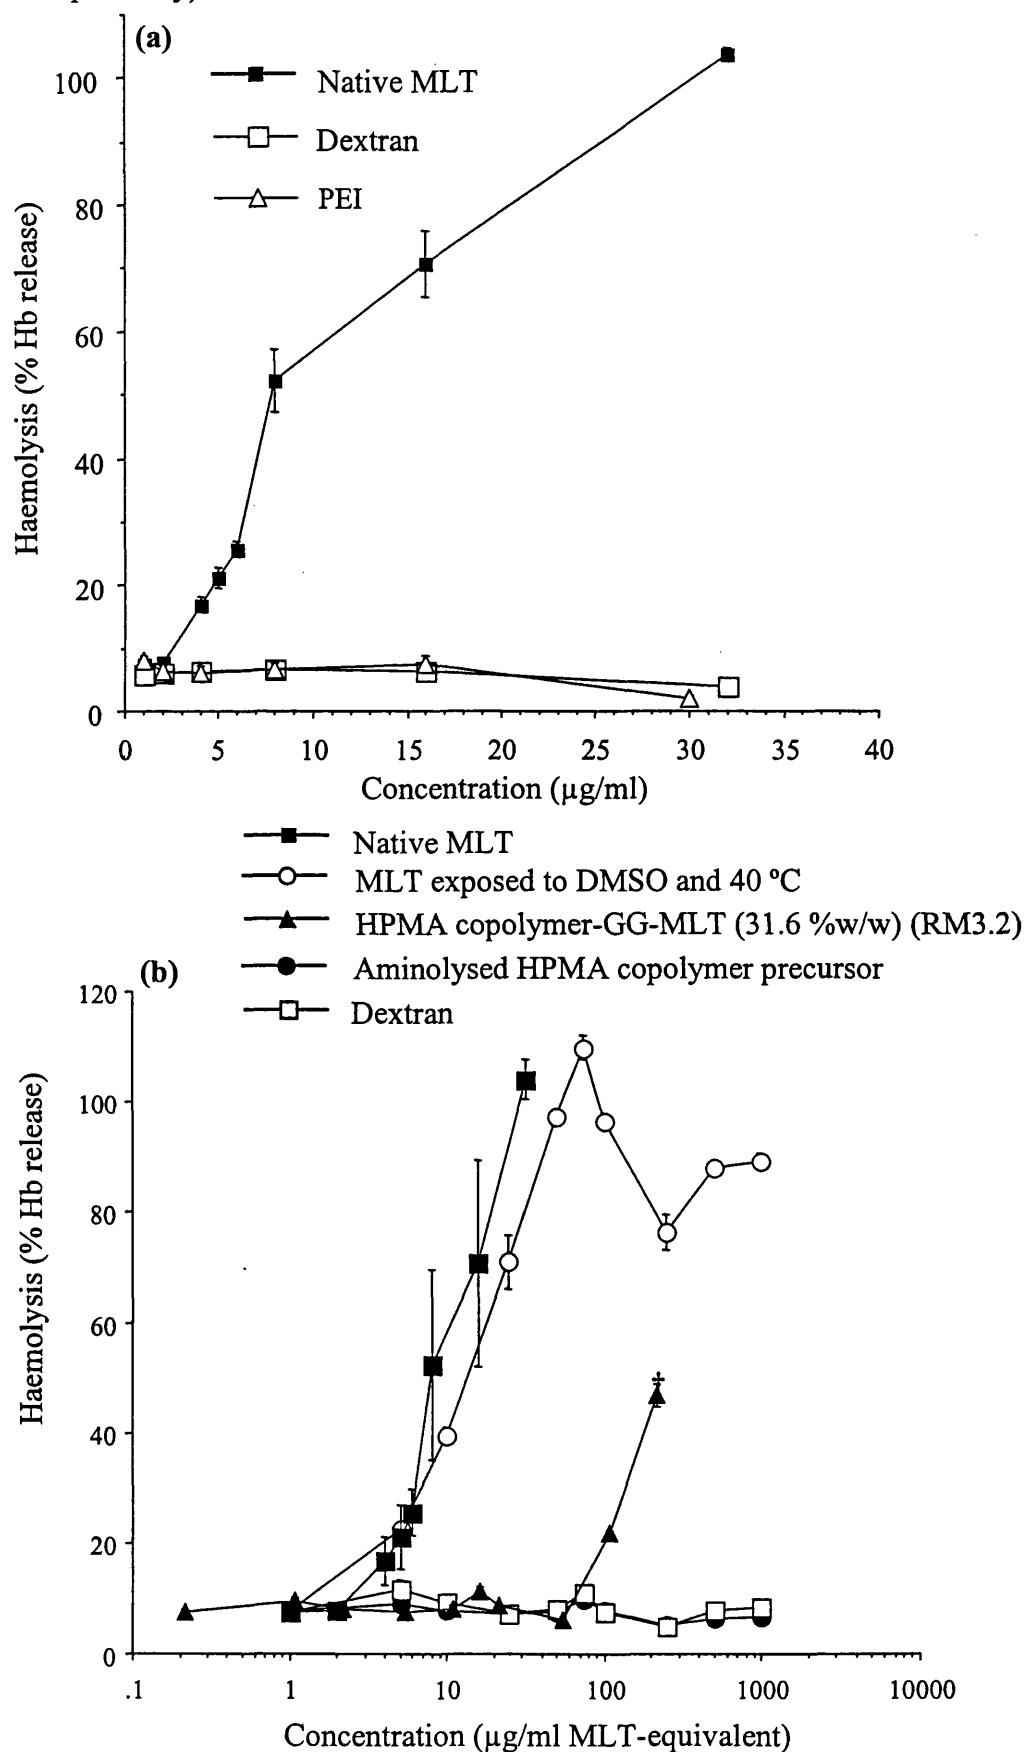 (a)
Native MLT
Dextran
PEI
Haemolysis (% Hb release)
100
80
60
40
20
0
0 5 10 15 20 25 30 35 40
Concentration (µg/ml)
Native MLT
MLT exposed to DMSO and 40 ºC
HPMA copolymer-GG-MLT (31.6 %w/w) (RM3.2)
(b)
Aminolysed HPMA copolymer precursor
Dextran
Haemolysis (% Hb release)
120
100
80
60
40
20
0
‡
.1 1 10 100 1000 10000
Concentration (µg/ml MLT-equivalent)